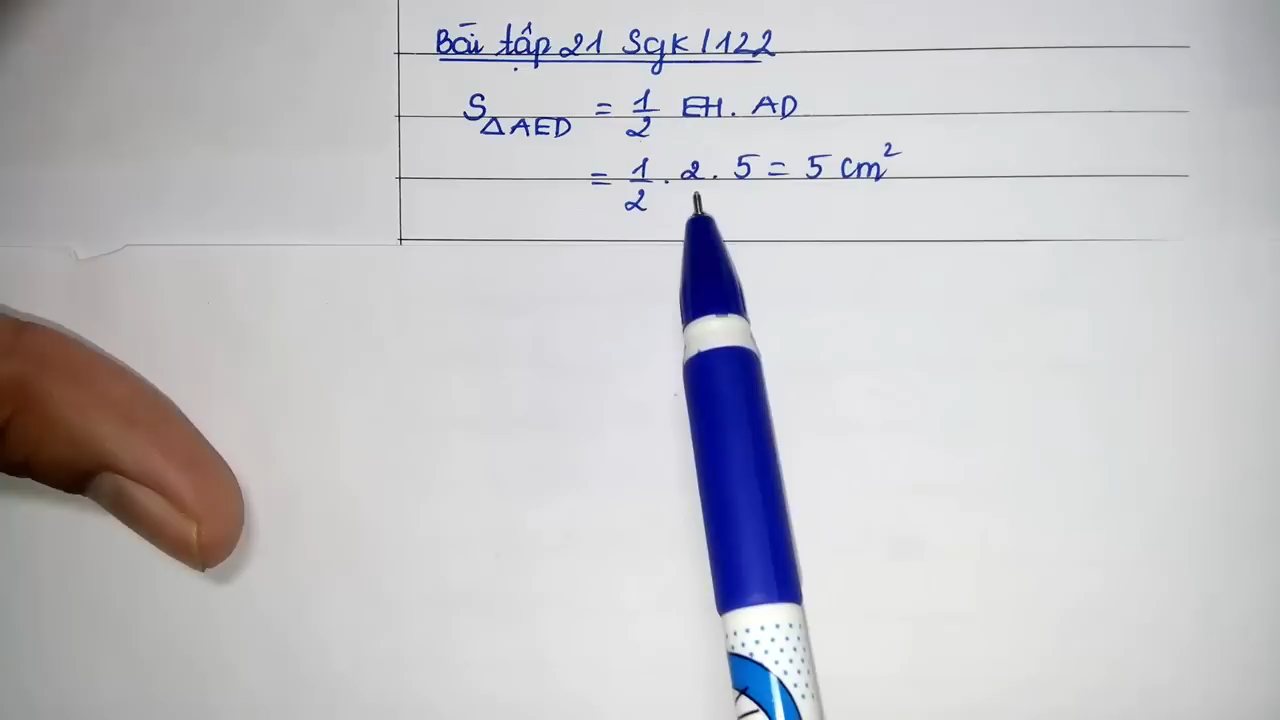 Bài tập 21 Sgk/122
S△AED = 1/2 EH. AD
= 1/2 . 2. 5 = 5 cm²